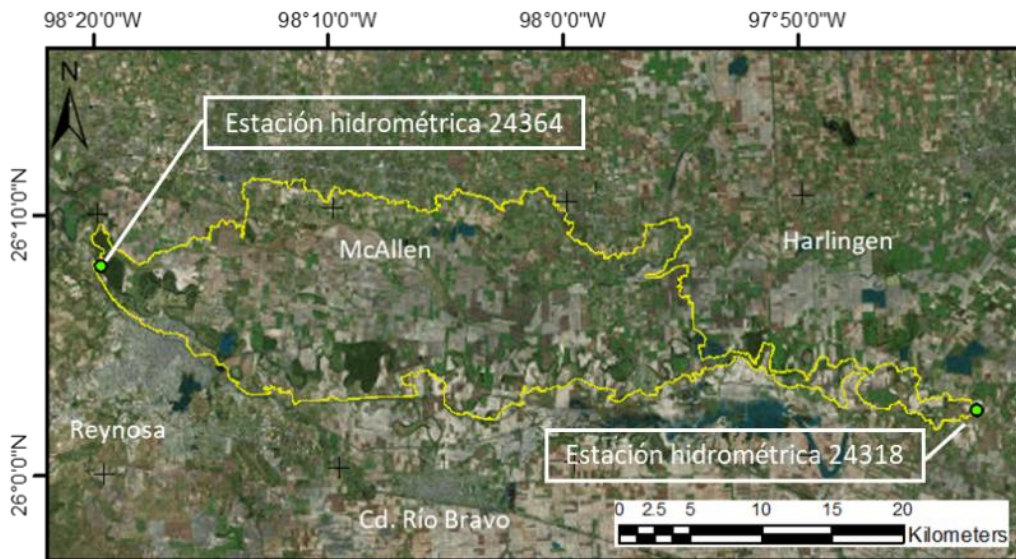 98°20'0"W 98°10'0"W 98°0'0"W 97°50'0"W
N
Estación hidrométrica 24364
26°10'0"N
McAllen
Harlingen
Reynosa
Estación hidrométrica 24318
26°0'0"N
0 2.5 5 10 15 20
Kilometers
Cd. Río Bravo